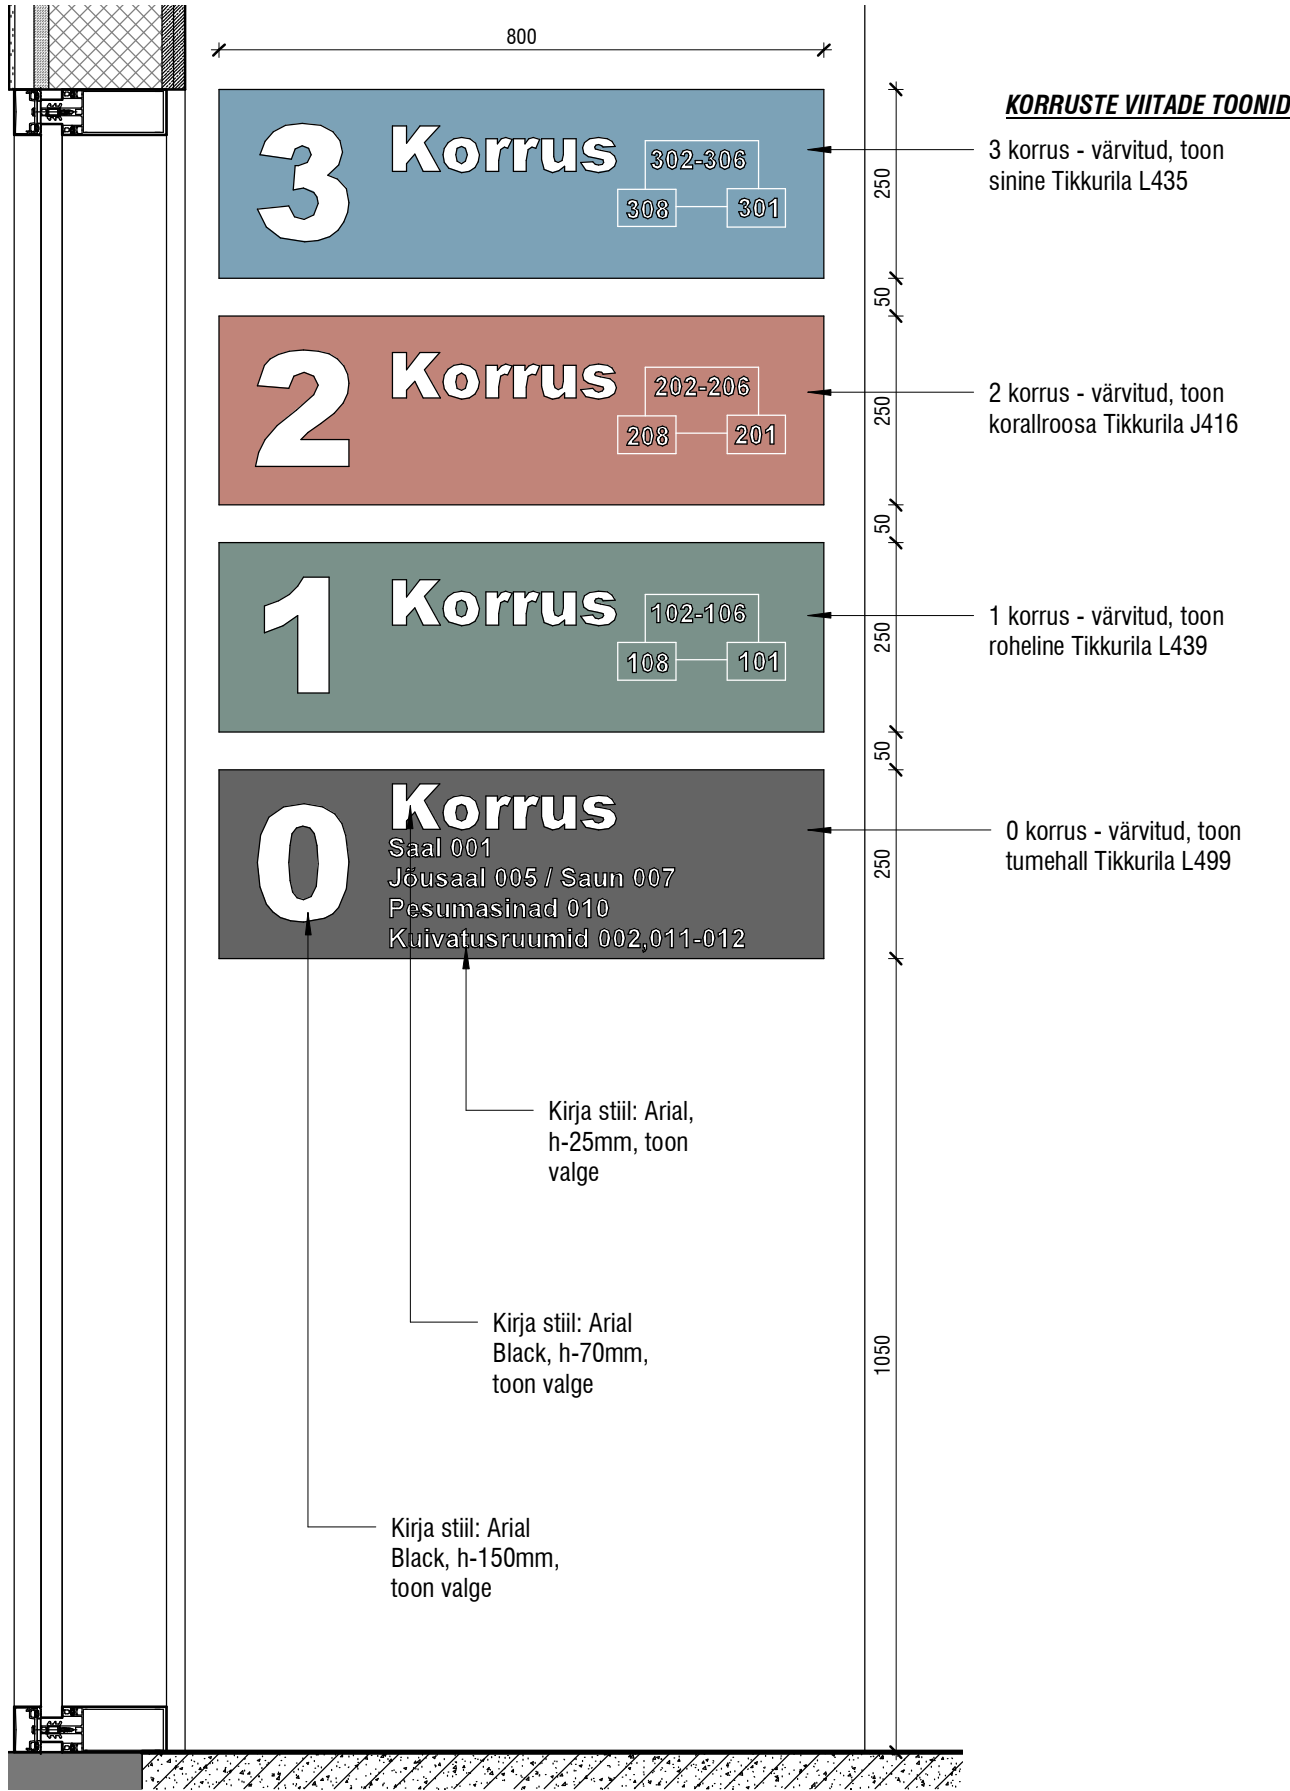 800
KORRUSTE VIITADE TOONID
3 Korrus
302-306
308 301
250
3 korrus - värvitud, toon
sinine Tikkurila L435
50
2 Korrus
202-206
208 201
250
2 korrus - värvitud, toon
korallroosa Tikkurila J416
50
1 Korrus
102-106
108 101
250
1 korrus - värvitud, toon
roheline Tikkurila L439
50
0 Korrus
Saal 001
Jõusaal 005 / Saun 007
Pesumasinad 010
Kuivatusruumid 002,011-012
250
0 korrus - värvitud, toon
tumehall Tikkurila L499
Kirja stiil: Arial,
h-25mm, toon
valge
Kirja stiil: Arial
Black, h-70mm,
toon valge
1050
Kirja stiil: Arial
Black, h-150mm,
toon valge